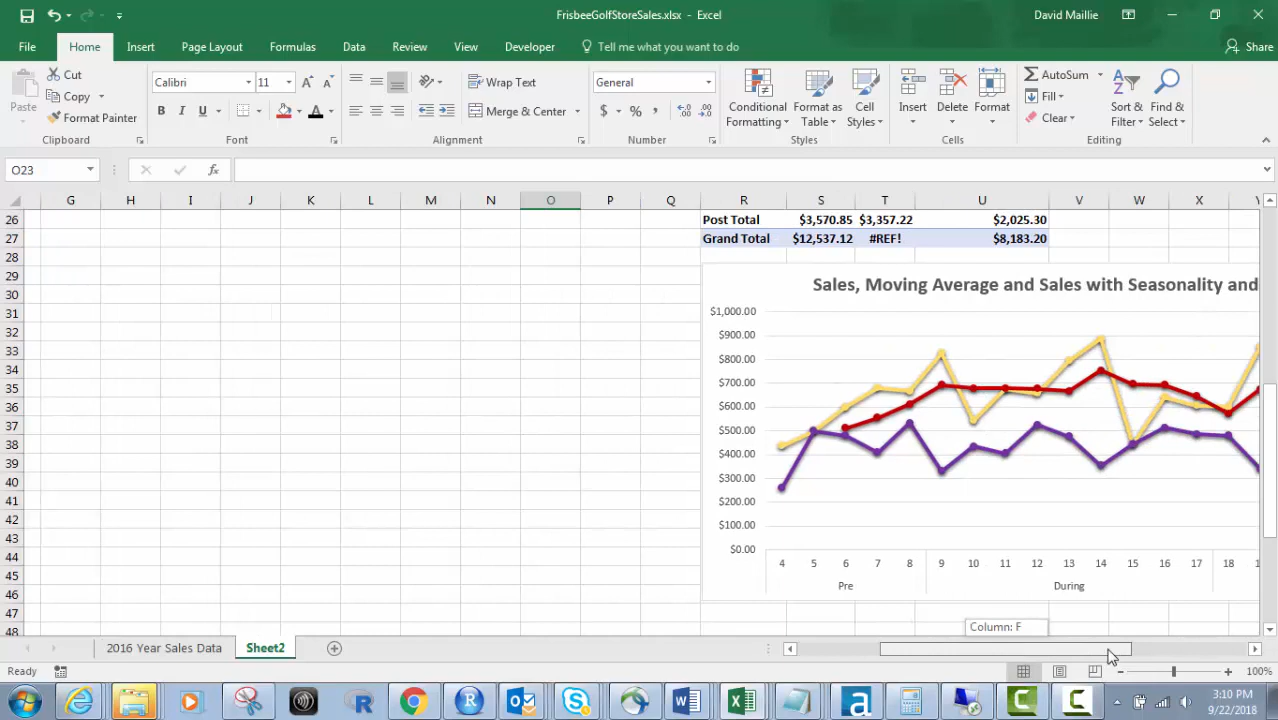 FrisbeeGolfStoreSales.xlsx - Excel
David Maillie
File Home Insert Page Layout Formulas Data Review View Developer Tell me what you want to do Share
Paste
Cut
Copy
Format Painter
Clipboard
Calibri 11
B I U
Font
Wrap Text
Merge & Center
Alignment
General
$ % ,
Number
Conditional Formatting
Format as Table
Cell Styles
Styles
Insert
Delete
Format
Cells
AutoSum
Fill
Clear
Sort & Filter
Find & Select
Editing
O23
fx
G H I J K L M N O P Q R S T U V W X Y
26 Post Total $3,570.85 $3,357.22 $2,025.30
27 Grand Total $12,537.12 #REF! $8,183.20
28
29
30
31
32
33
34
35
36
37
38
39
40
41
42
43
44
45
46
47
48
Sales, Moving Average and Sales with Seasonality and
$1,000.00
$900.00
$800.00
$700.00
$600.00
$500.00
$400.00
$300.00
$200.00
$100.00
$0.00
4 5 6 7 8 9 10 11 12 13 14 15 16 17 18
Pre During
Column: F
2016 Year Sales Data Sheet2
Ready
100%
3:10 PM
9/22/2018